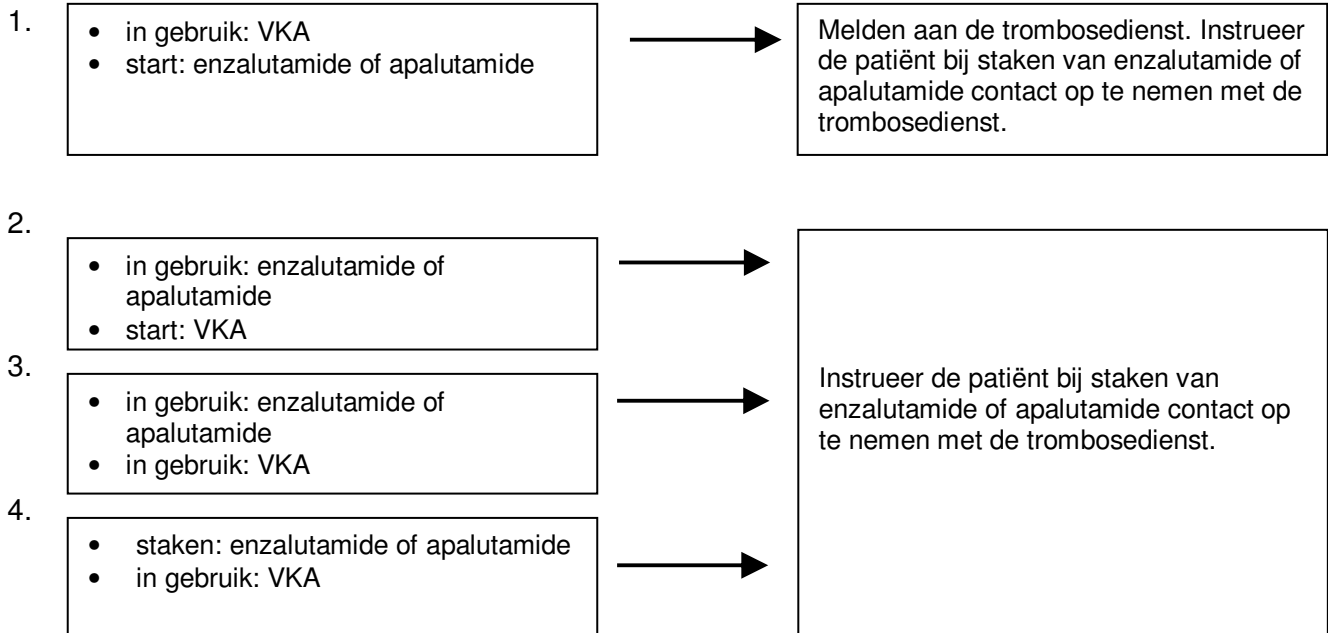 1.
• in gebruik: VKA
• start: enzalutamide of apalutamide
Melden aan de trombosedienst. Instrueer
de patiënt bij staken van enzalutamide of
apalutamide contact op te nemen met de
trombosedienst.
2.
• in gebruik: enzalutamide of
apalutamide
• start: VKA
3.
• in gebruik: enzalutamide of
apalutamide
• in gebruik: VKA
4.
• staken: enzalutamide of apalutamide
• in gebruik: VKA
Instrueer de patiënt bij staken van
enzalutamide of apalutamide contact op
te nemen met de trombosedienst.